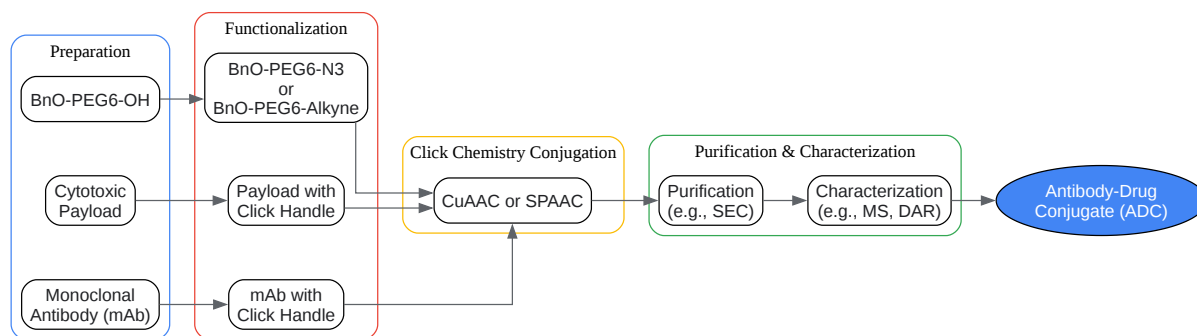 Preparation
BnO-PEG6-OH
Cytotoxic
Payload
Monoclonal
Antibody (mAb)
Functionalization
BnO-PEG6-N3
or
BnO-PEG6-Alkyne
Payload with
Click Handle
mAb with
Click Handle
Click Chemistry Conjugation
CuAAC or SPAAC
Purification & Characterization
Purification
(e.g., SEC)
Characterization
(e.g., MS, DAR)
Antibody-Drug
Conjugate (ADC)